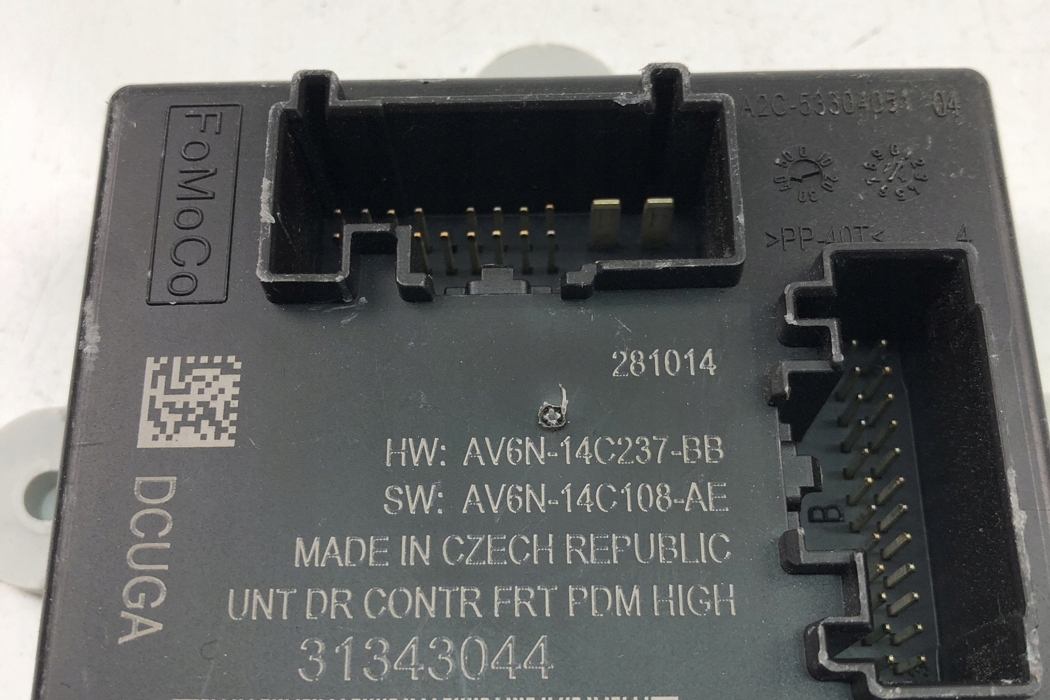 FoMoCo
>PP-40T< 4
281014
HW: AV6N-14C237-BB
SW: AV6N-14C108-AE
MADE IN CZECH REPUBLIC
UNT DR CONTR FRT PDM HIGH
31343044
DCUGA
B